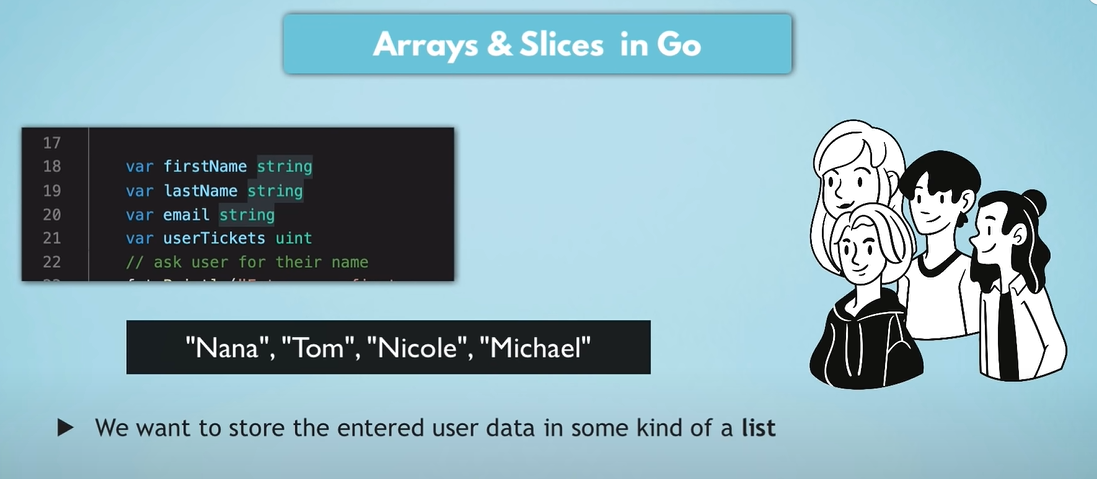 Arrays & Slices in Go
17
18 var firstName string
19 var lastName string
20 var email string
21 var userTickets uint
22 // ask user for their name
"Nana", "Tom", "Nicole", "Michael"
► We want to store the entered user data in some kind of a list